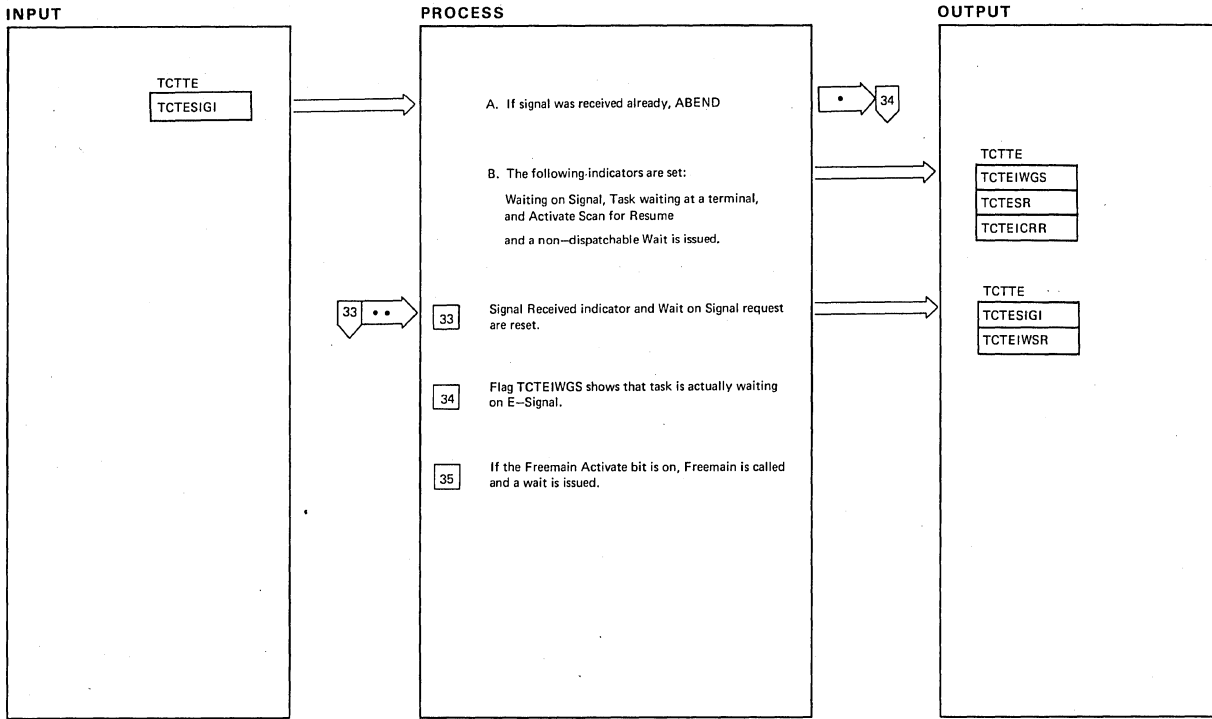 INPUT
PROCESS
OUTPUT
TCTTE
TCTESIGI
A. If signal was received already, ABEND
34
B. The following indicators are set:
Waiting on Signal, Task waiting at a terminal,
and Activate Scan for Resume
and a non—dispatchable Wait is issued.
TCTTE
TCTEIWGS
TCTESR
TCTEICRR
33
33
Signal Received indicator and Wait on Signal request
are reset.
TCTTE
TCTESIGI
TCTEIWSR
34
Flag TCTEIWGS shows that task is actually waiting
on E—Signal.
35
If the Freemain Activate bit is on, Freemain is called
and a wait is issued.